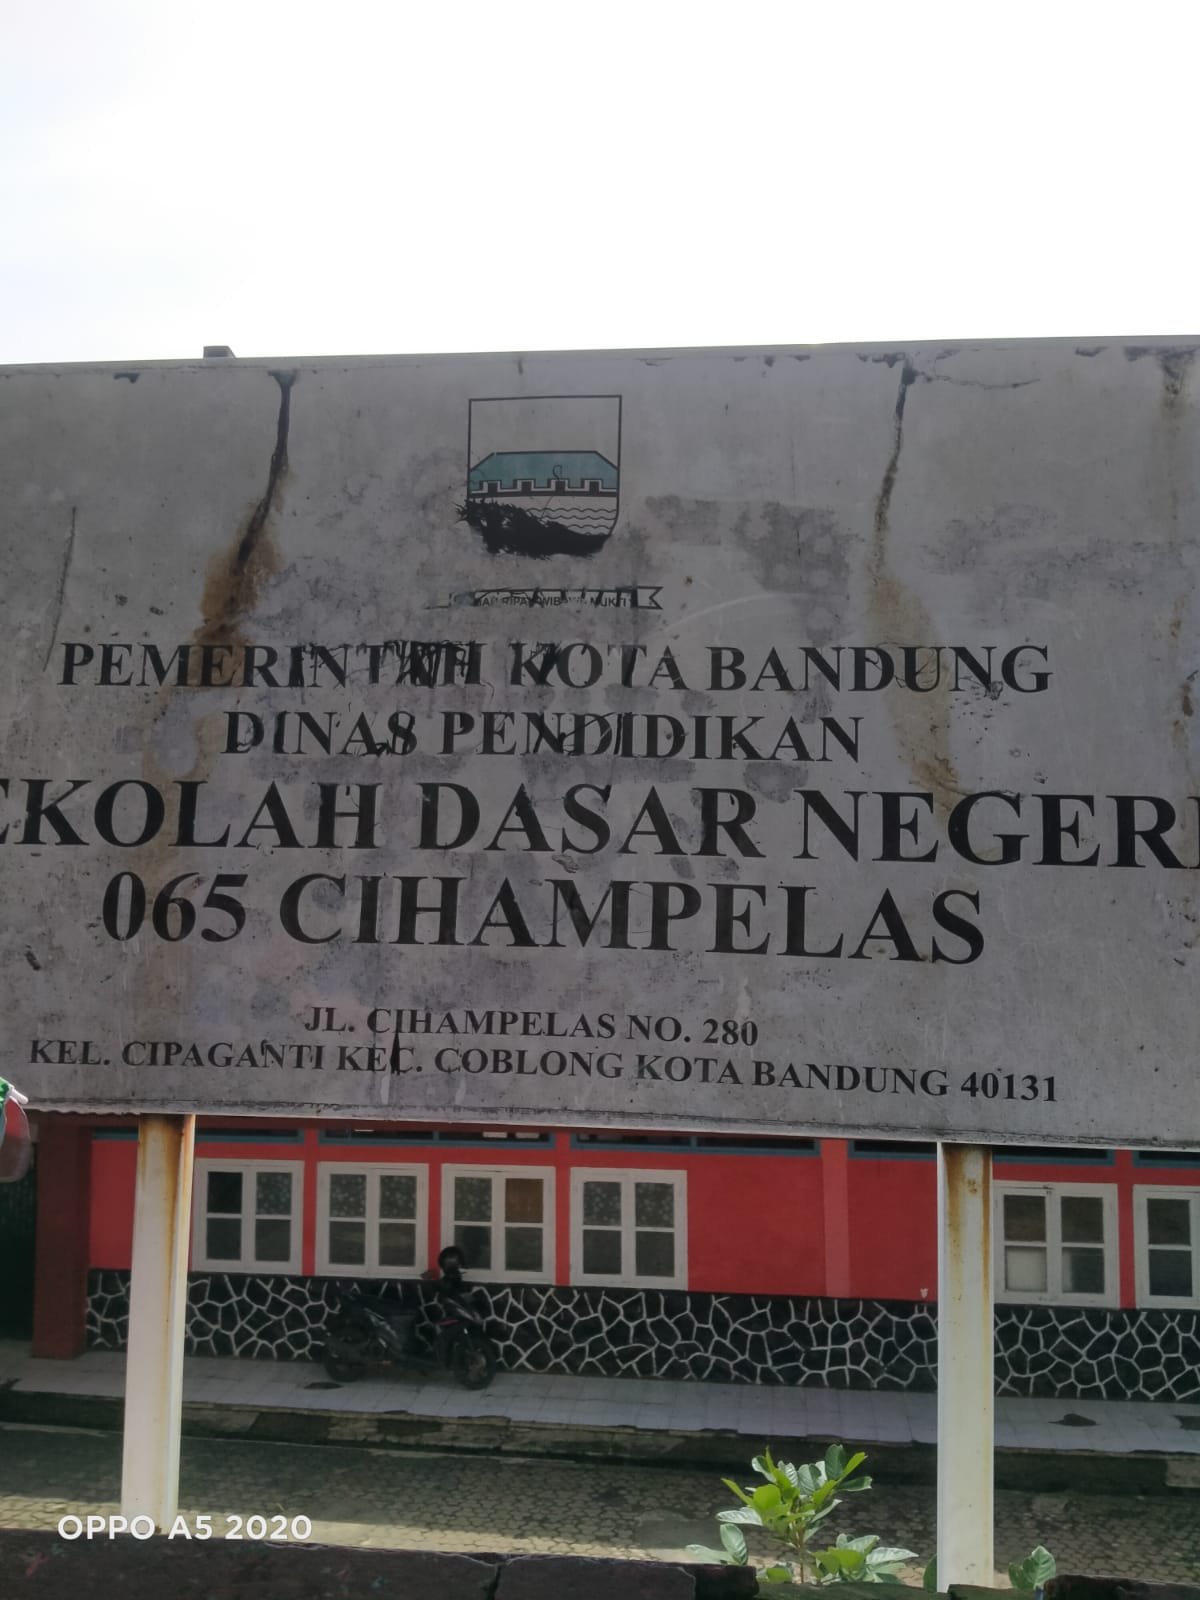 PEMERINTAH KOTA BANDUNG
DINAS PENDIDIKAN
EKOLAH DASAR NEGERI
065 CIHAMPELAS
JL. CIHAMPELAS NO. 280
KEL. CIPAGANTI KEC. COBLONG KOTA BANDUNG 40131
OPPO A5 2020